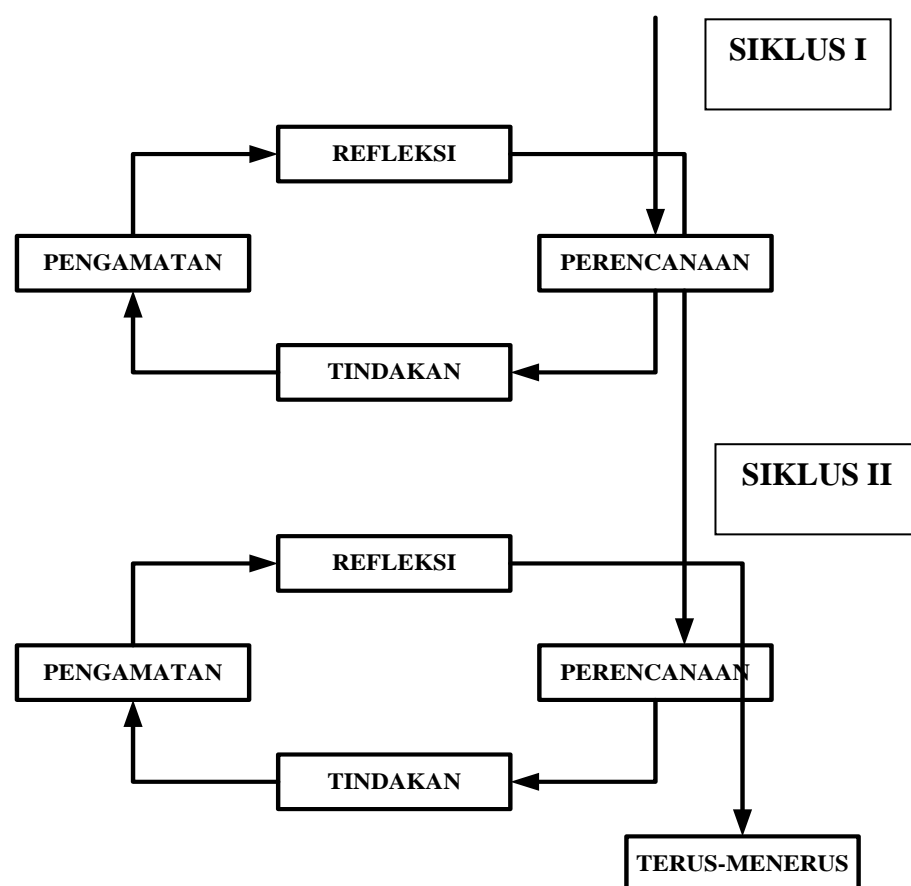 SIKLUS I
REFLEKSI
PENGAMATAN
PERENCANAAN
TINDAKAN
SIKLUS II
REFLEKSI
PENGAMATAN
PERENCANAAN
TINDAKAN
TERUS-MENERUS